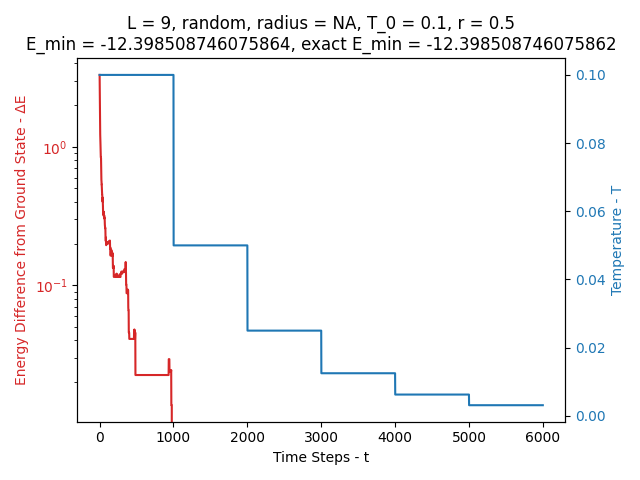 L = 9, random, radius = NA, T_0 = 0.1, r = 0.5
E_min = -12.398508746075864, exact E_min = -12.398508746075862
Energy Difference from Ground State - ΔE
10⁰
10⁻¹
0.10
0.08
0.06
0.04
0.02
0.00
Temperature - T
0 1000 2000 3000 4000 5000 6000
Time Steps - t